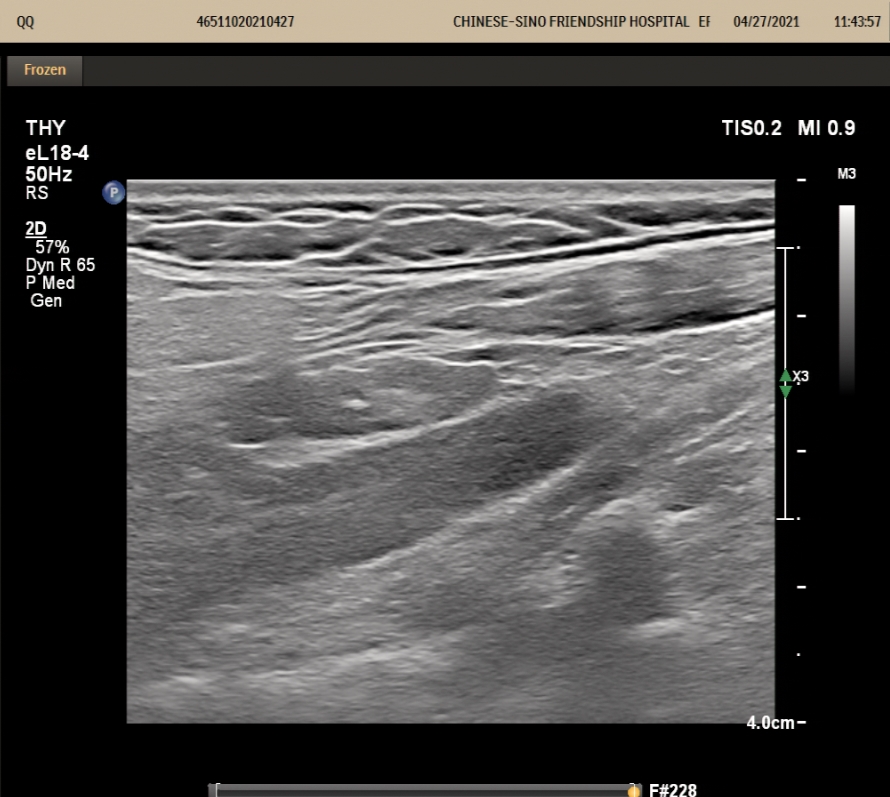 QQ 46511020210427 CHINESE-SINO FRIENDSHIP HOSPITAL EF 04/27/2021 11:43:57
Frozen
THY
TIS0.2 MI 0.9
eL18-4
50Hz
M3
RS
P
2D
57%
Dyn R 65
P Med
Gen
X3
4.0cm
F#228